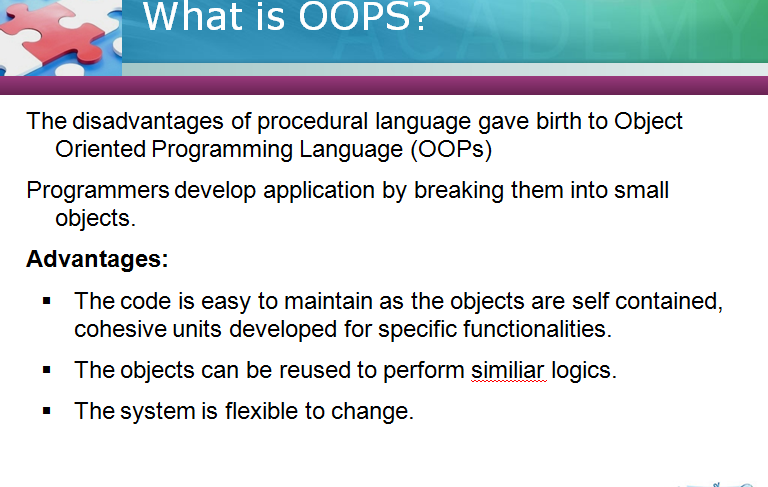 What is OOPS?
ACADEMY
The disadvantages of procedural language gave birth to Object
Oriented Programming Language (OOPs)
Programmers develop application by breaking them into small
objects.
Advantages:
▪ The code is easy to maintain as the objects are self contained,
cohesive units developed for specific functionalities.
▪ The objects can be reused to perform similiar logics.
▪ The system is flexible to change.